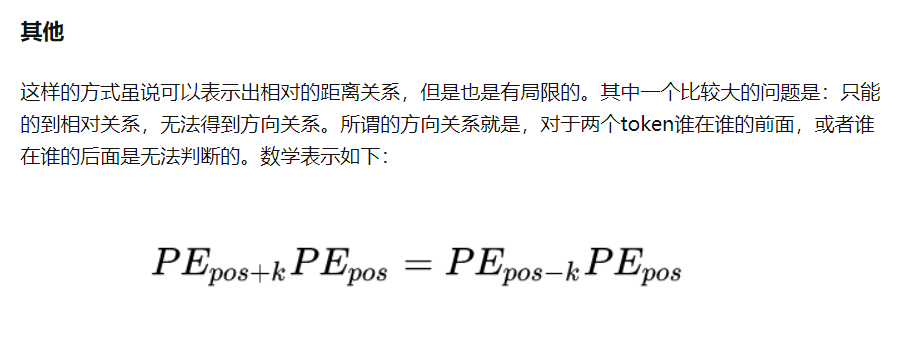 其他
这样的方式虽说可以表示出相对的距离关系，但是也是有局限的。其中一个比较大的问题是：只能
的到相对关系，无法得到方向关系。所谓的方向关系就是，对于两个token谁在谁的前面，或者谁
在谁的后面是无法判断的。数学表示如下：
PE_{pos+k}PE_{pos} = PE_{pos-k}PE_{pos}